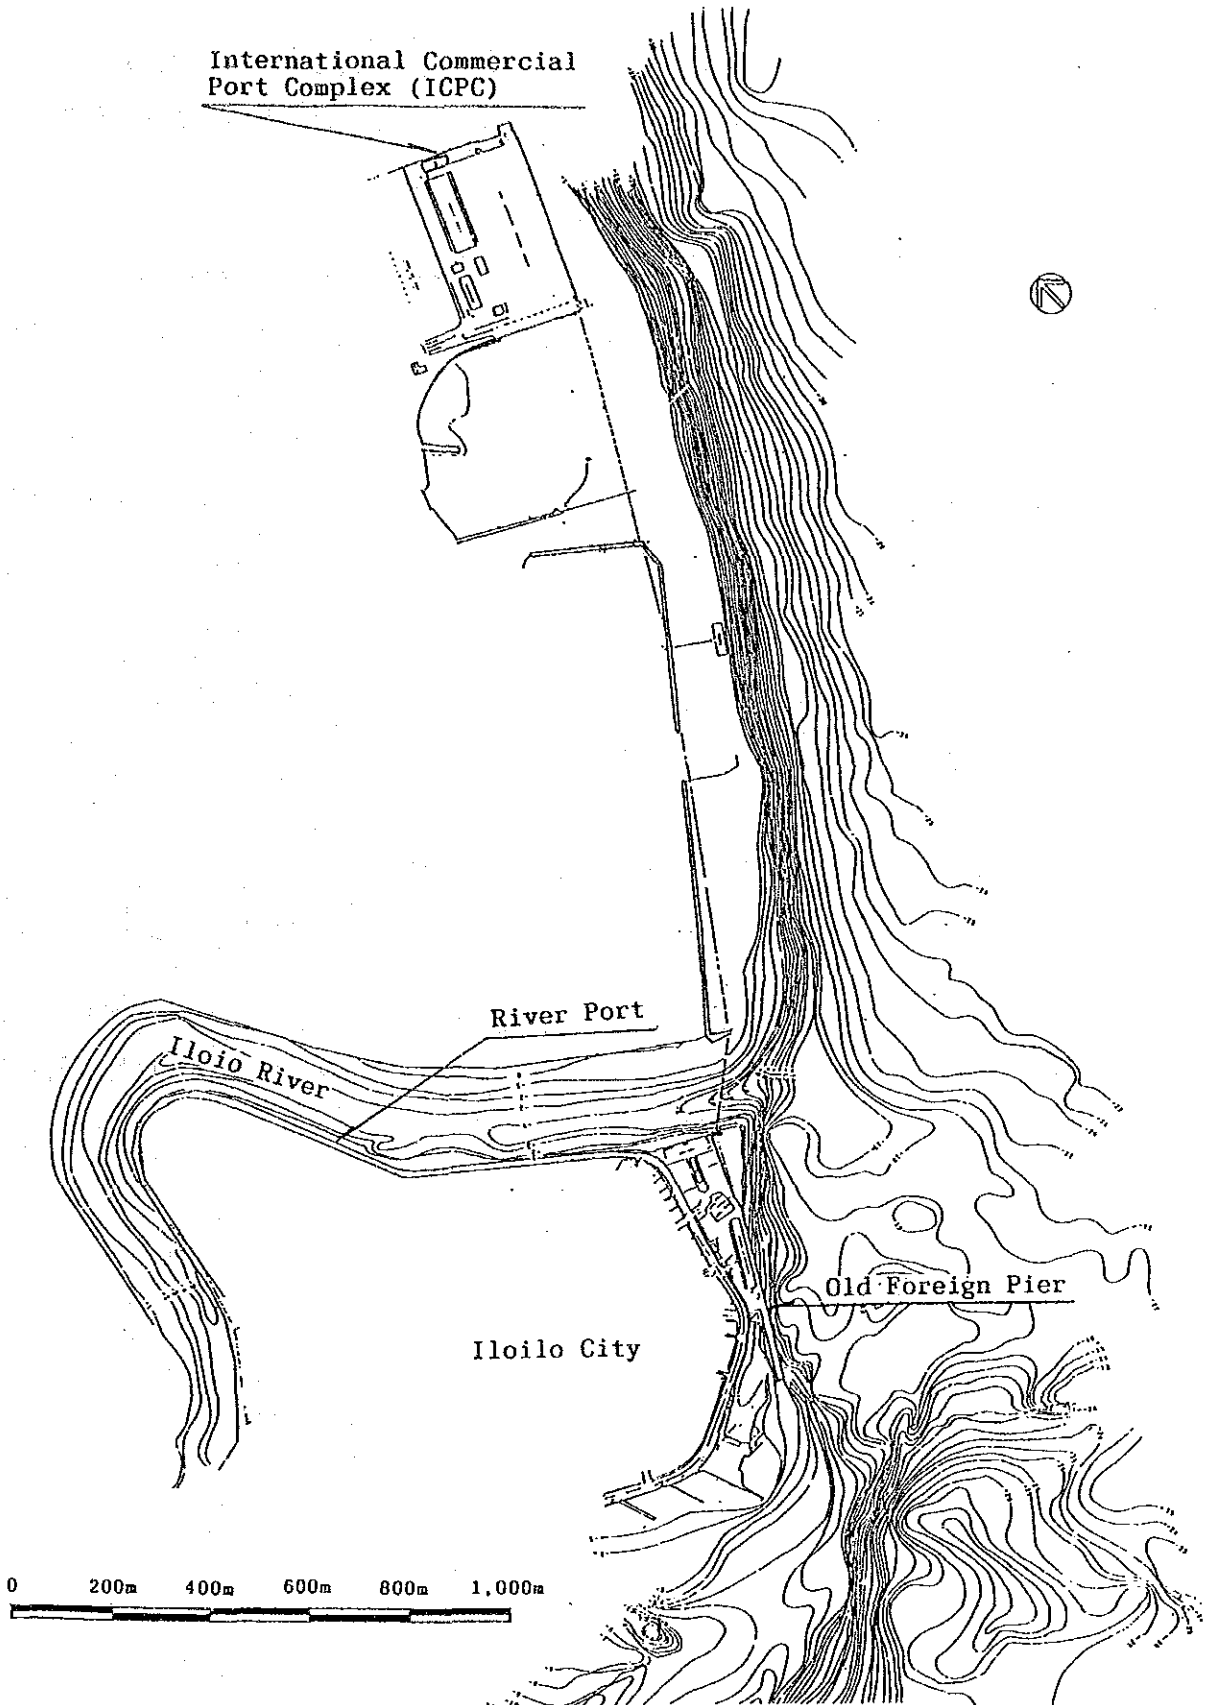 International Commercial
Port Complex (ICPC)
River Port
Iloio River
Old Foreign Pier
Iloilo City
0 200m 400m 600m 800m 1,000m